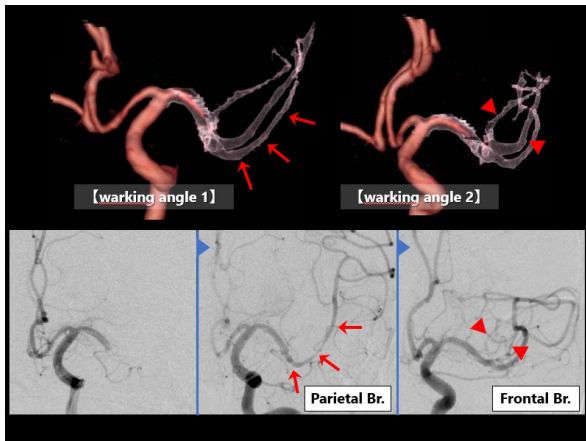 【warking angle 1】
【warking angle 2】
Parietal Br.
Frontal Br.